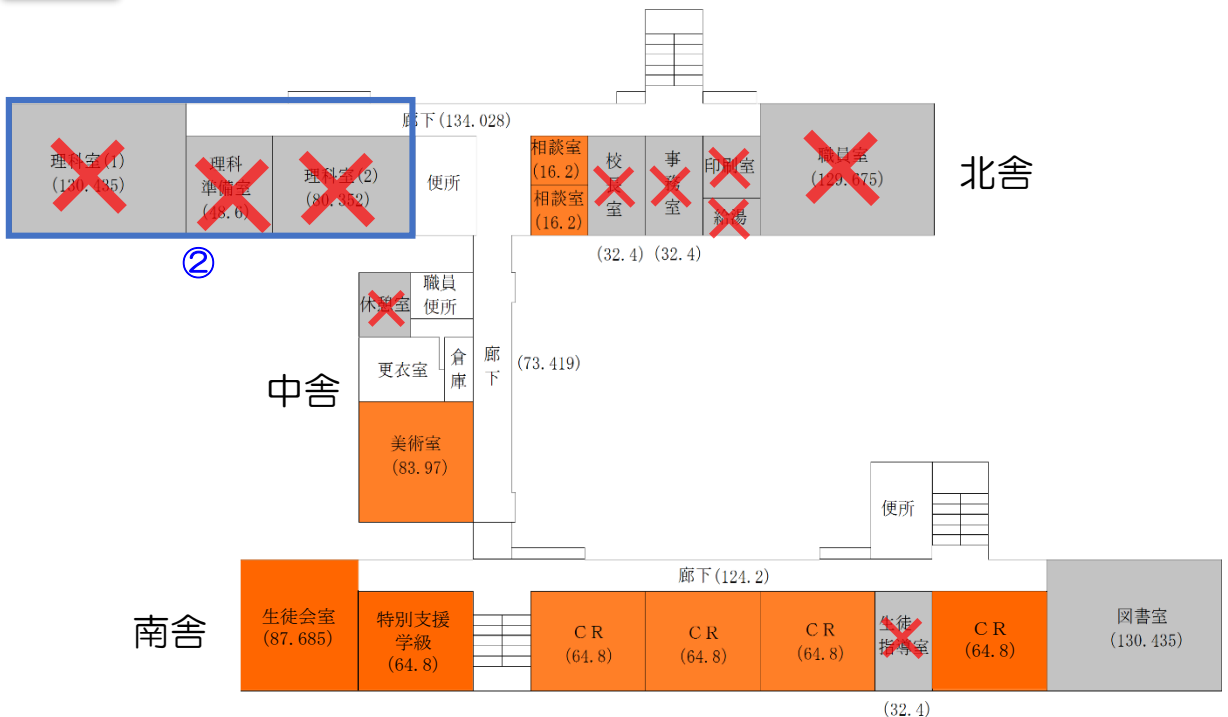 廊下(134.028)
理科室(1)
(130.435)
理科
準備室
(48.6)
理科室(2)
(80.352)
便所
相談室
(16.2)
相談室
(16.2)
校長室
事務室
印刷室
給湯
職員室
(129.675)
北舎
(32.4)
(32.4)
②
休憩室
職員
便所
更衣室
倉庫
廊下
(73.419)
中舎
美術室
(83.97)
便所
廊下(124.2)
南舎
生徒会室
(87.685)
特別支援
学級
(64.8)
CR
(64.8)
CR
(64.8)
CR
(64.8)
生徒
指導室
CR
(64.8)
図書室
(130.435)
(32.4)